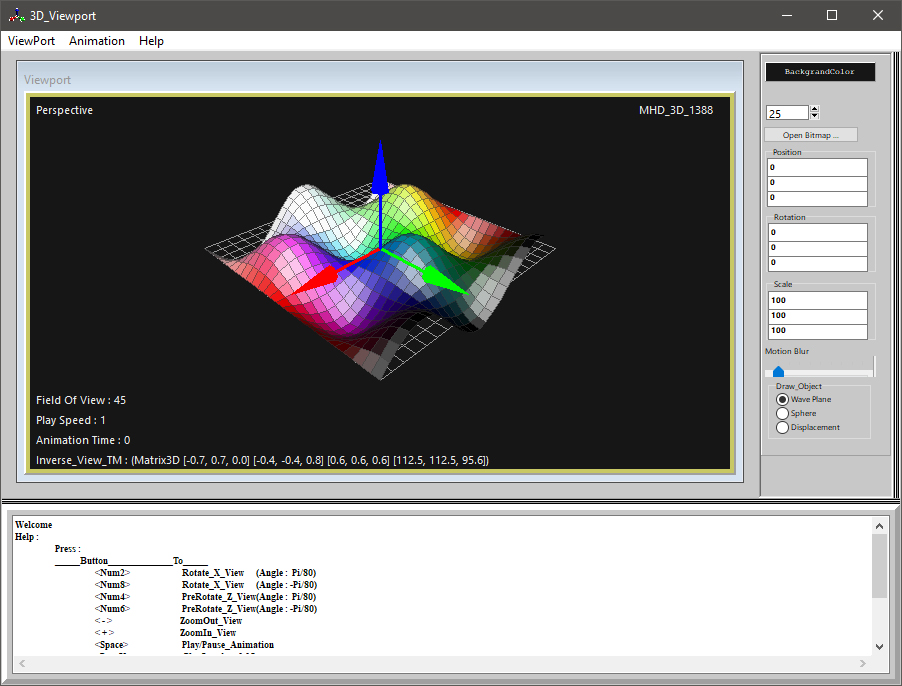 3D_Viewport
ViewPort Animation Help
Viewport
Perspective
MHD_3D_1388
Field Of View : 45
Play Speed : 1
Animation Time : 0
Inverse_View_TM : (Matrix3D [-0.7, 0.7, 0.0] [-0.4, -0.4, 0.8] [0.6, 0.6, 0.6] [112.5, 112.5, 95.6])
BackgrandColor
25
Open Bitmap ...
Position
0
0
0
Rotation
0
0
0
Scale
100
100
100
Motion Blur
Draw_Object
Wave Plane
Sphere
Displacement
Welcome
Help :
Press :
_____Button_____________To_____
<Num2> Rotate_X_View (Angle : Pi/80)
<Num8> Rotate_X_View (Angle : -Pi/80)
<Num4> PreRotate_Z_View(Angle : Pi/80)
<Num6> PreRotate_Z_View(Angle : -Pi/80)
< - > ZoomOut_View
< + > ZoomIn_View
<Space> Play/Pause_Animation